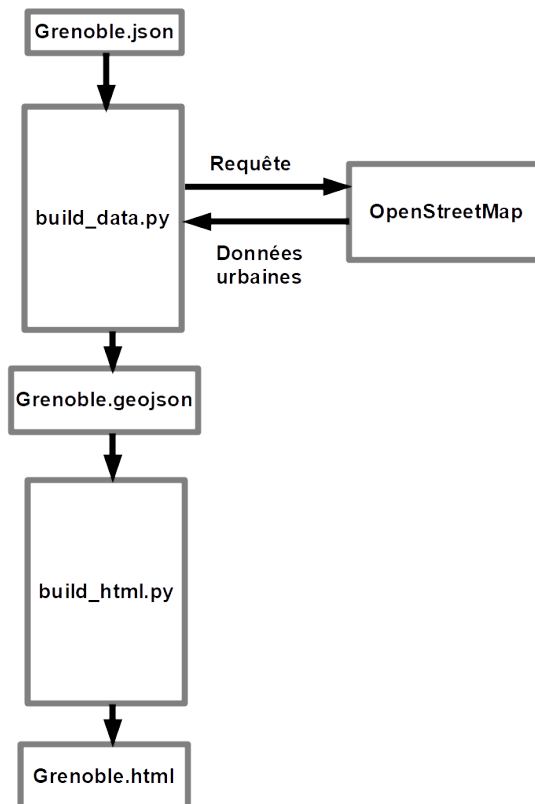 Grenoble.json
Requête
build_data.py
OpenStreetMap
Données
urbaines
Grenoble.geojson
build_html.py
Grenoble.html